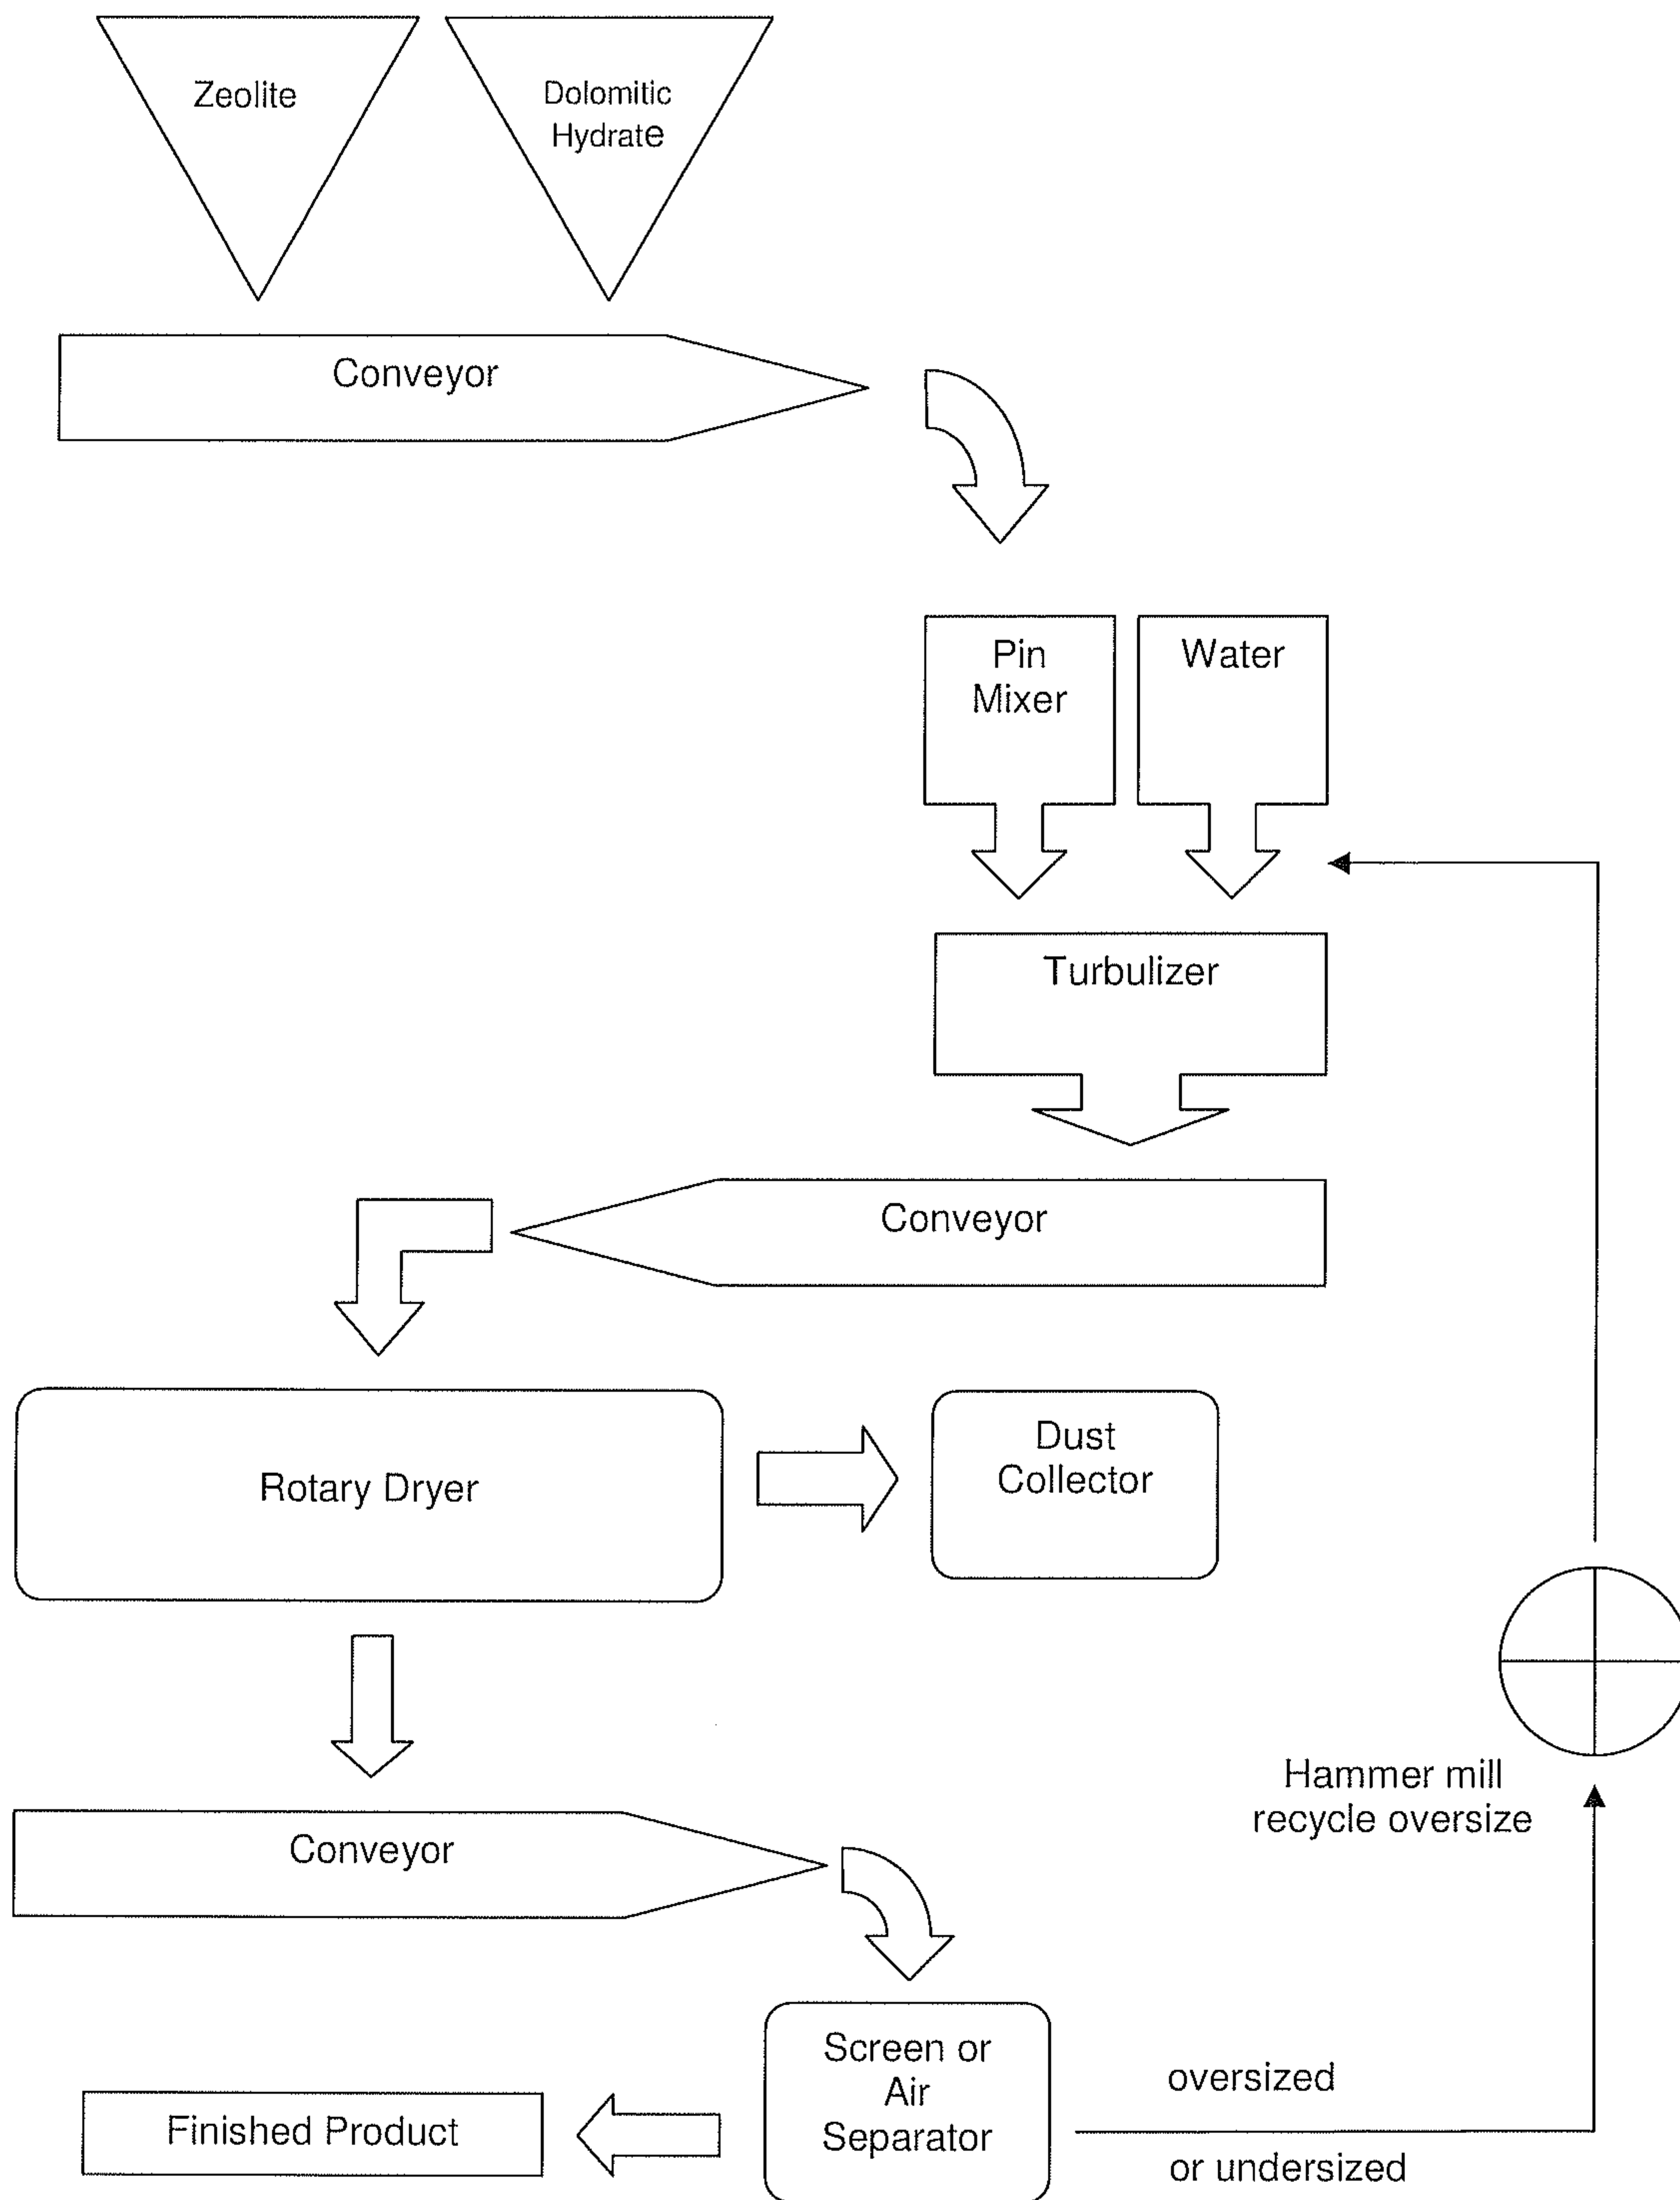 Zeolite
Dolomitic
Hydrate
Conveyor
Pin
Mixer
Water
Turbulizer
Conveyor
Rotary Dryer
Dust
Collector
Hammer mill
recycle oversize
Conveyor
Screen or
Air
Separator
oversized
or undersized
Finished Product